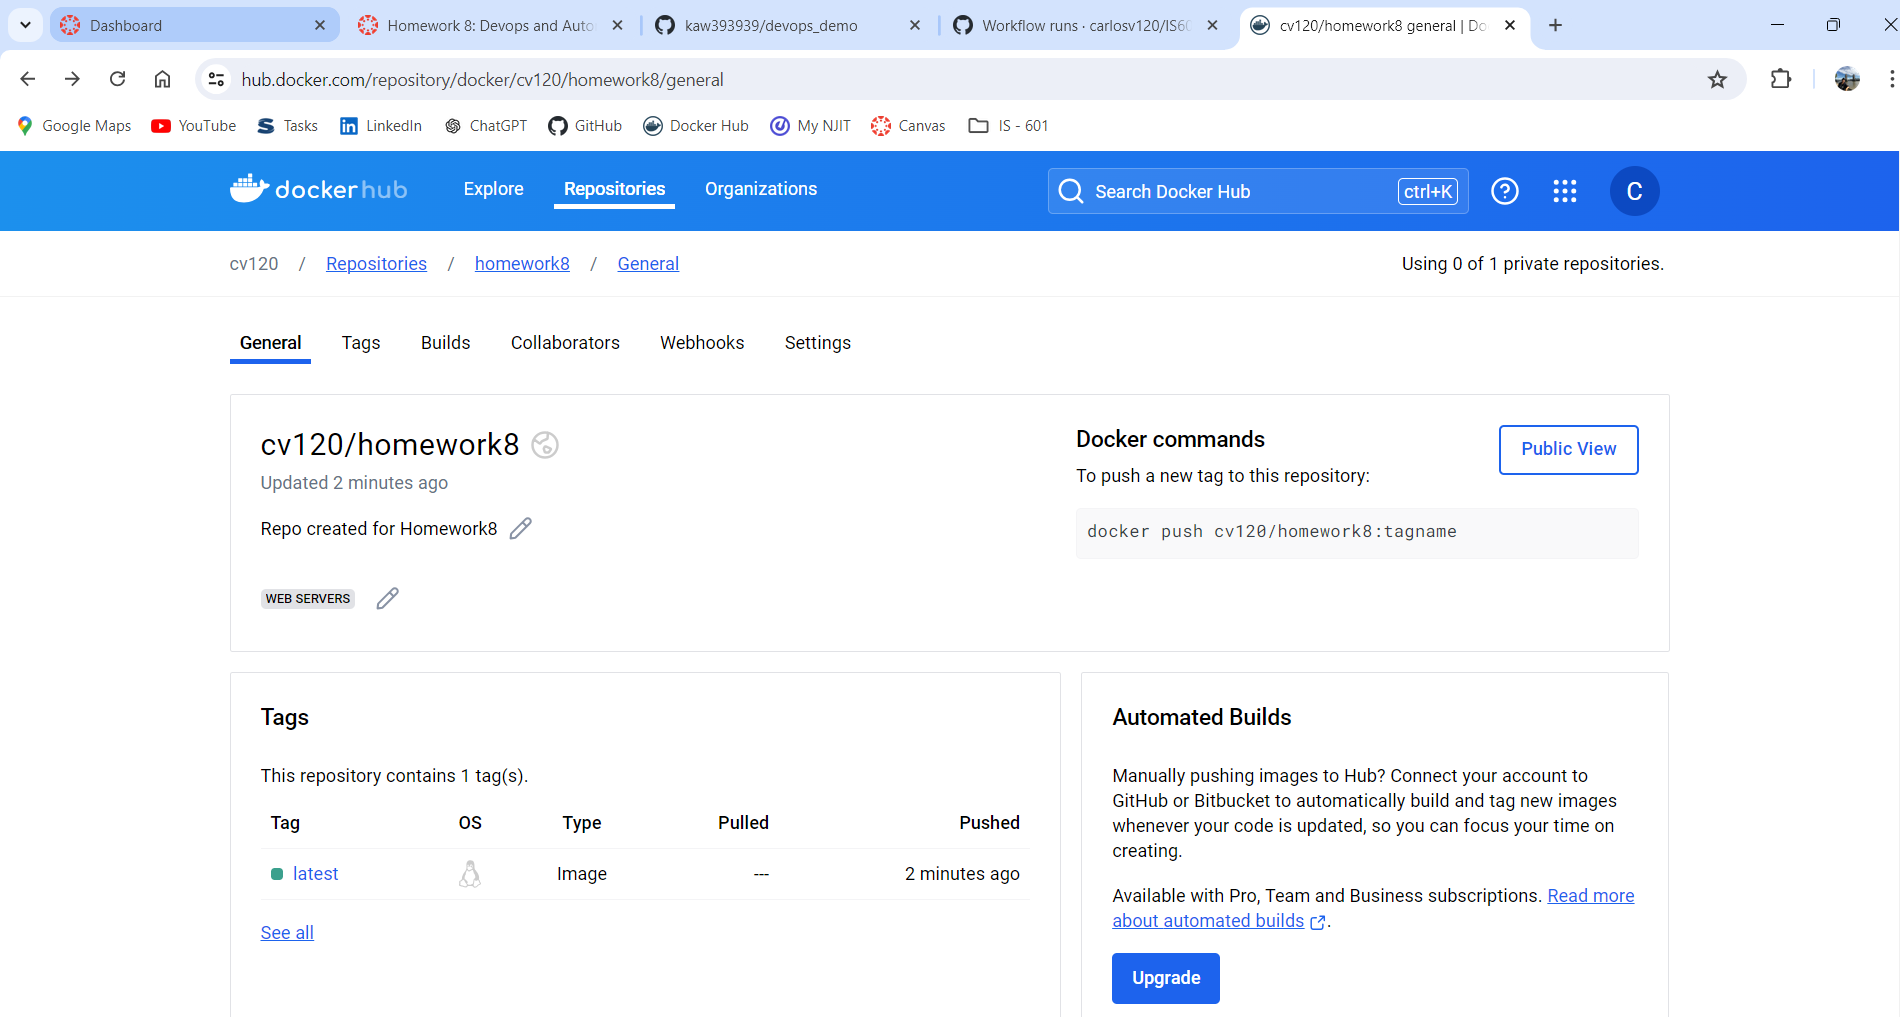 Dashboard
Homework 8: Devops and Auto
kaw393939/devops_demo
Workflow runs · carlosv120/IS60
cv120/homework8 general | Do
hub.docker.com/repository/docker/cv120/homework8/general
Google Maps
YouTube
Tasks
LinkedIn
ChatGPT
GitHub
Docker Hub
My NJIT
Canvas
IS - 601
dockerhub
Explore
Repositories
Organizations
Search Docker Hub
ctrl+K
C
cv120 / Repositories / homework8 / General
Using 0 of 1 private repositories.
General
Tags
Builds
Collaborators
Webhooks
Settings
cv120/homework8
Updated 2 minutes ago
Repo created for Homework8
WEB SERVERS
Docker commands
To push a new tag to this repository:
Public View
docker push cv120/homework8:tagname
Tags
This repository contains 1 tag(s).
Tag OS Type Pulled Pushed
latest Image --- 2 minutes ago
See all
Automated Builds
Manually pushing images to Hub? Connect your account to
GitHub or Bitbucket to automatically build and tag new images
whenever your code is updated, so you can focus your time on
creating.
Available with Pro, Team and Business subscriptions. Read more
about automated builds .
Upgrade